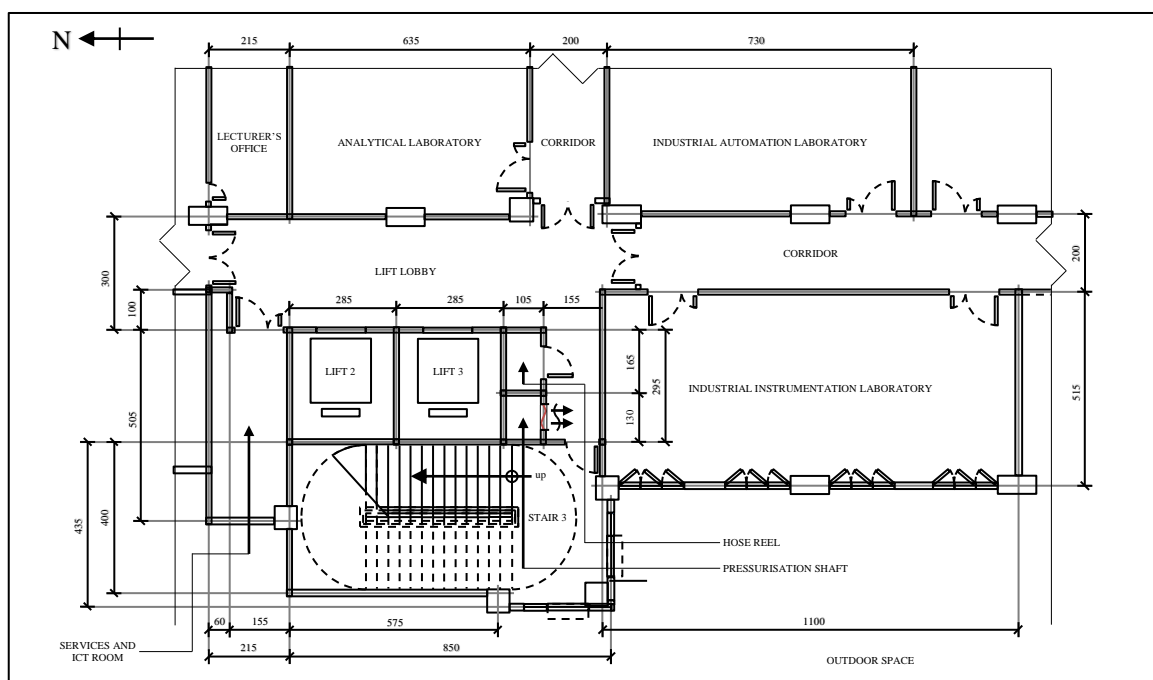 N
215
635
200
730
LECTURER'S
OFFICE
ANALYTICAL LABORATORY
CORRIDOR
INDUSTRIAL AUTOMATION LABORATORY
300
LIFT LOBBY
CORRIDOR
200
100
285
285
105
155
LIFT 2
LIFT 3
165
295
130
INDUSTRIAL INSTRUMENTATION LABORATORY
515
505
up
435
400
STAIR 3
HOSE REEL
PRESSURISATION SHAFT
60
155
575
1100
SERVICES AND
ICT ROOM
215
850
OUTDOOR SPACE